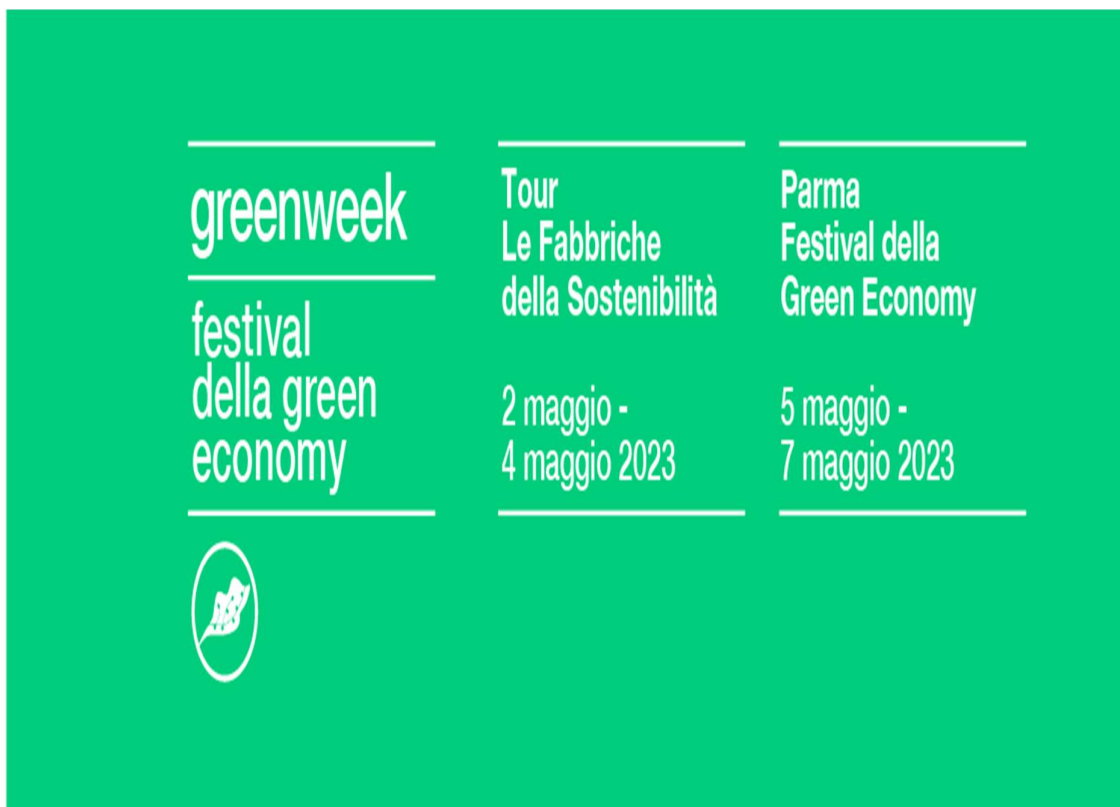 greenweek
festival
della green
economy
Tour
Le Fabbriche
della Sostenibilità
2 maggio -
4 maggio 2023
Parma
Festival della
Green Economy
5 maggio -
7 maggio 2023